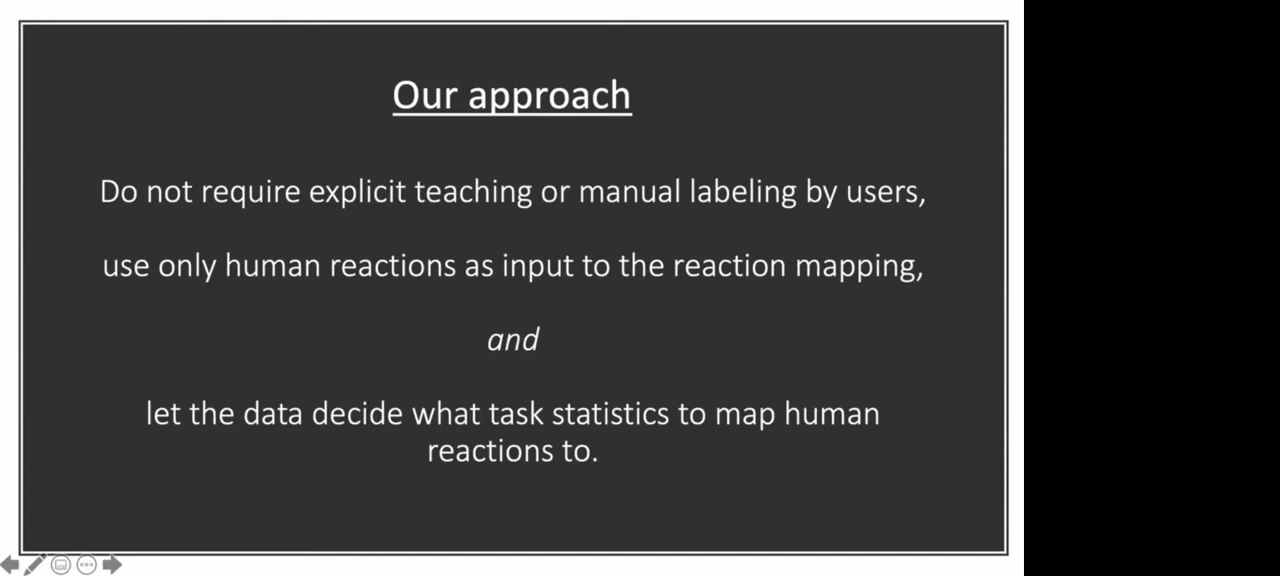 Our approach
Do not require explicit teaching or manual labeling by users,
use only human reactions as input to the reaction mapping,
and
let the data decide what task statistics to map human
reactions to.